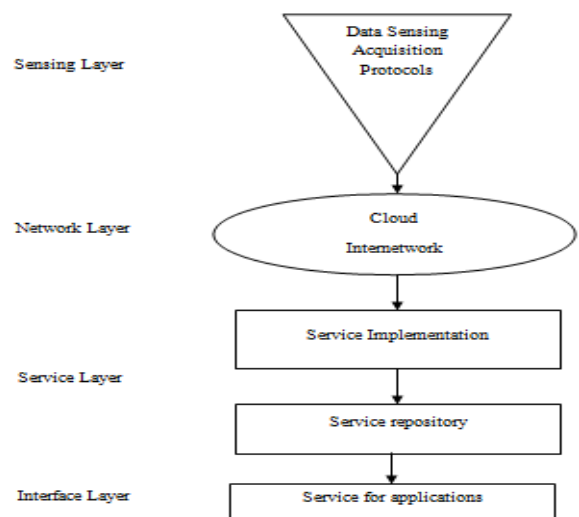 Data Sensing
Acquisition
Protocols
Sensing Layer
Cloud
Network Layer
Internetwork
Service Implementation
Service Layer
Service repository
Interface Layer
Service for applications